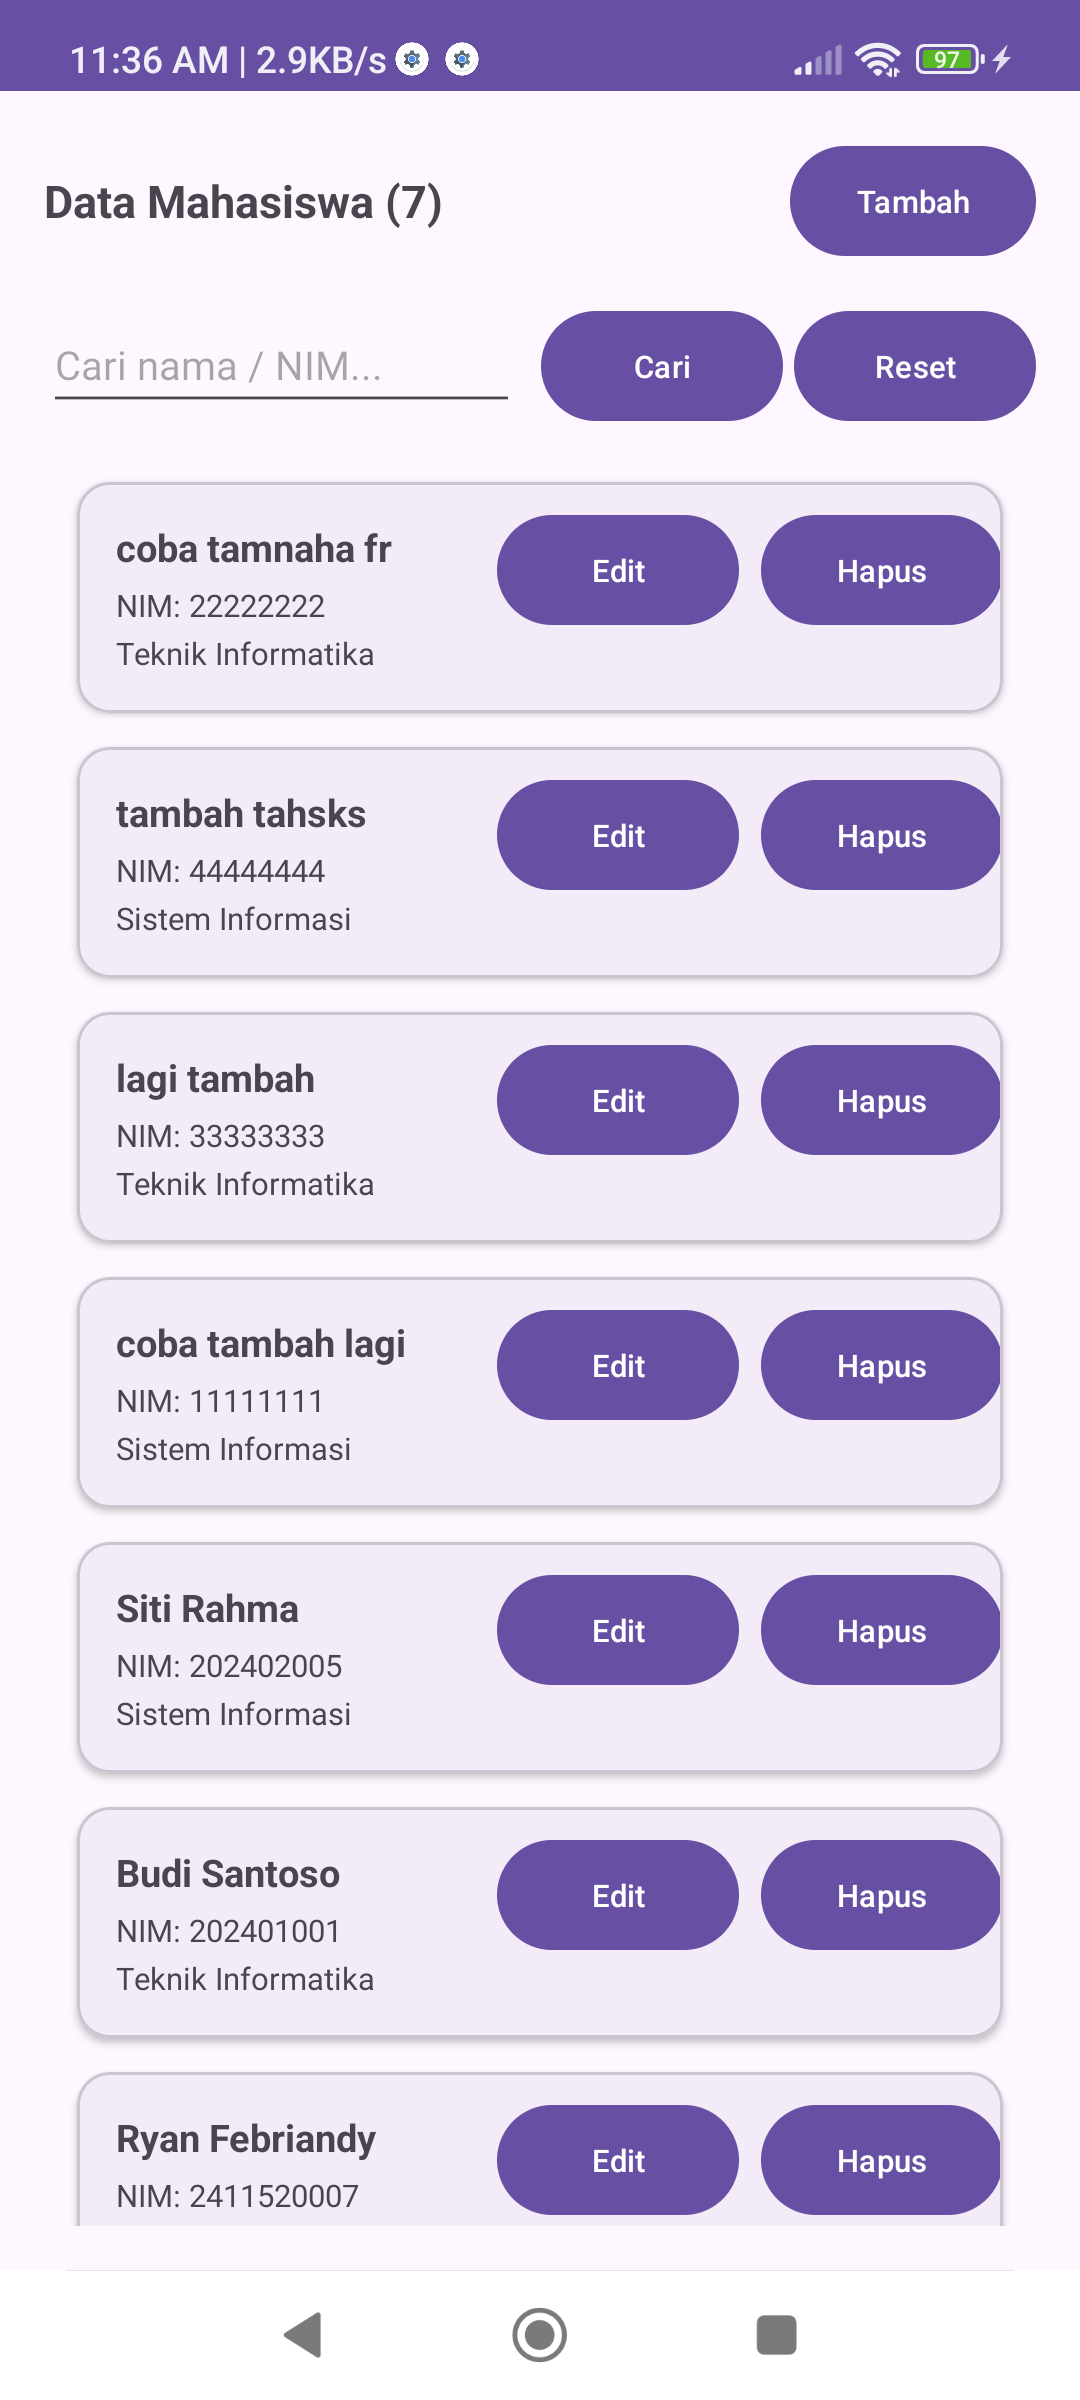 11:36 AM | 2.9KB/s
97
Data Mahasiswa (7)
Tambah
Cari nama / NIM...
Cari
Reset
coba tamnaha fr
NIM: 22222222
Teknik Informatika
Edit
Hapus
tambah tahsks
NIM: 44444444
Sistem Informasi
Edit
Hapus
lagi tambah
NIM: 33333333
Teknik Informatika
Edit
Hapus
coba tambah lagi
NIM: 11111111
Sistem Informasi
Edit
Hapus
Siti Rahma
NIM: 202402005
Sistem Informasi
Edit
Hapus
Budi Santoso
NIM: 202401001
Teknik Informatika
Edit
Hapus
Ryan Febriandy
NIM: 2411520007
Edit
Hapus